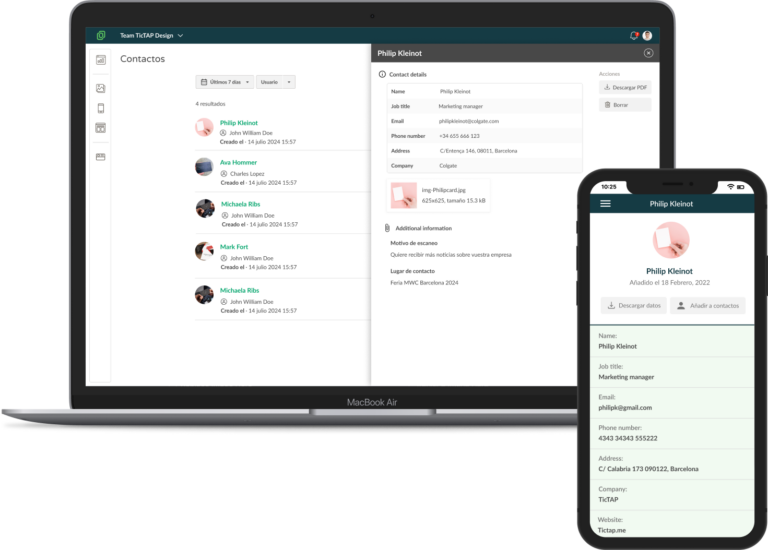 Team TicTAP Design
Contactos
Últimos 7 días
Usuario
4 resultados
Philip Kleinot
John William Doe
Creado el - 14 julio 2024 15:57
Ava Hommer
Charles Lopez
Creado el - 14 julio 2024 15:57
Michaela Ribs
John William Doe
Creado el - 14 julio 2024 15:57
Mark Fort
John William Doe
Creado el - 14 julio 2024 15:57
Michaela Ribs
John William Doe
Creado el - 14 julio 2024 15:57
Philip Kleinot
Contact details
Name Philip Kleinot
Job title Marketing manager
Email philipkleinot@colgate.com
Phone number +34 655 666 123
Address C/Entença 146, 08011, Barcelona
Company Colgate
img-Philipcard.jpg
625x625, tamaño 15.3 kB
Additional information
Motivo de escaneo
Quiere recibir más noticias sobre vuestra empresa
Lugar de contacto
Feria MWC Barcelona 2024
Acciones
Descargar PDF
Borrar
MacBook Air
10:25
Philip Kleinot
Philip Kleinot
Añadido el 18 Febrero, 2022
Descargar datos
Añadir a contactos
Name:
Philip Kleinot
Job title:
Marketing manager
Email:
philipk@gmail.com
Phone number:
4343 34343 555222
Address:
C/ Calabria 173 090122, Barcelona
Company:
TicTAP
Website:
Tictap.me